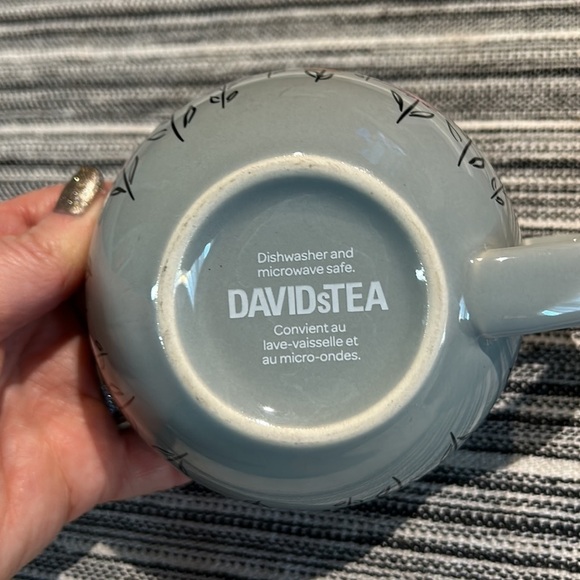 Dishwasher and
microwave safe.
DAVIDsTEA
Convient au
lave-vaisselle et
au micro-ondes.